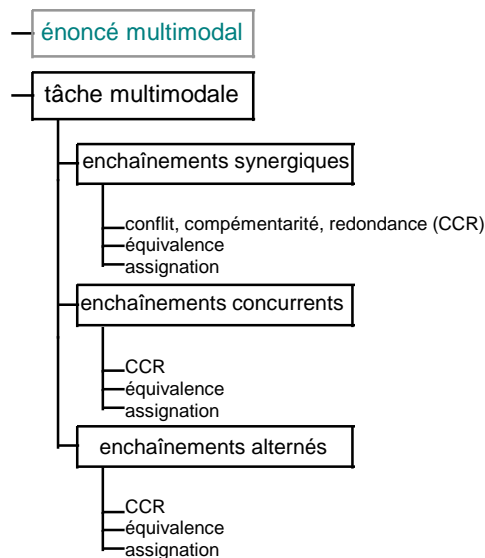 énoncé multimodal
tâche multimodale
enchaînements synergiques
conflit, compémentarité, redondance (CCR)
équivalence
assignation
enchaînements concurrents
CCR
équivalence
assignation
enchaînements alternés
CCR
équivalence
assignation